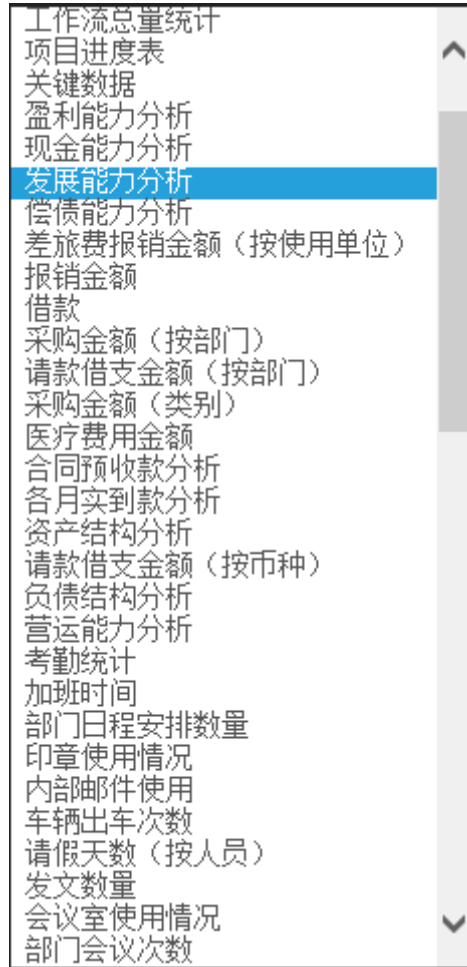 工作流总量统计
项目进度表
关键数据
盈利能力分析
现金能力分析
发展能力分析
偿债能力分析
差旅费报销金额（按使用单位）
报销金额
借款
采购金额（按部门）
请款借支金额（按部门）
采购金额（类别）
医疗费用金额
合同预收款分析
各月实到款分析
资产结构分析
请款借支金额（按币种）
负债结构分析
营运能力分析
考勤统计
加班时间
部门日程安排数量
印章使用情况
内部邮件使用
车辆出车次数
请假天数（按人员）
发文数量
会议室使用情况
部门会议次数